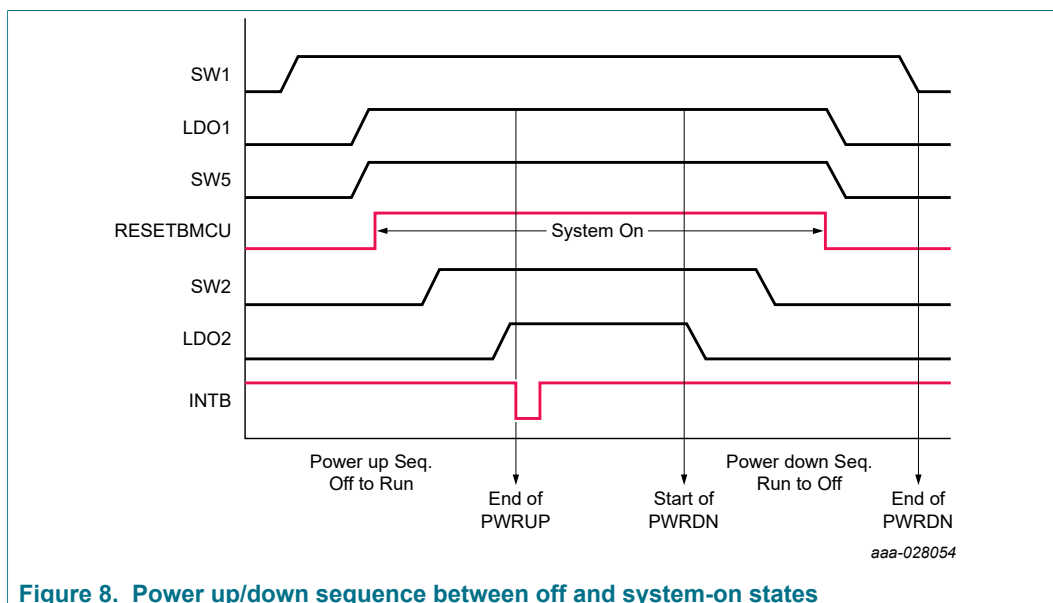 SW1
LDO1
SW5
RESETBMCU
System On
SW2
LDO2
INTB
Power up Seq.
Off to Run
End of
PWRUP
Start of
PWRDN
Power down Seq.
Run to Off
End of
PWRDN
aaa-028054
Figure 8. Power up/down sequence between off and system-on states